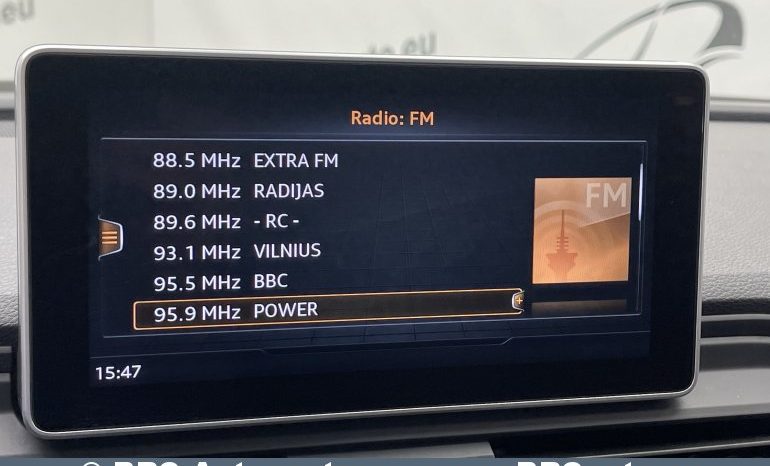 Radio: FM
88.5 MHz EXTRA FM
89.0 MHz RADIJAS
89.6 MHz - RC -
93.1 MHz VILNIUS
95.5 MHz BBC
95.9 MHz POWER
FM
15:47